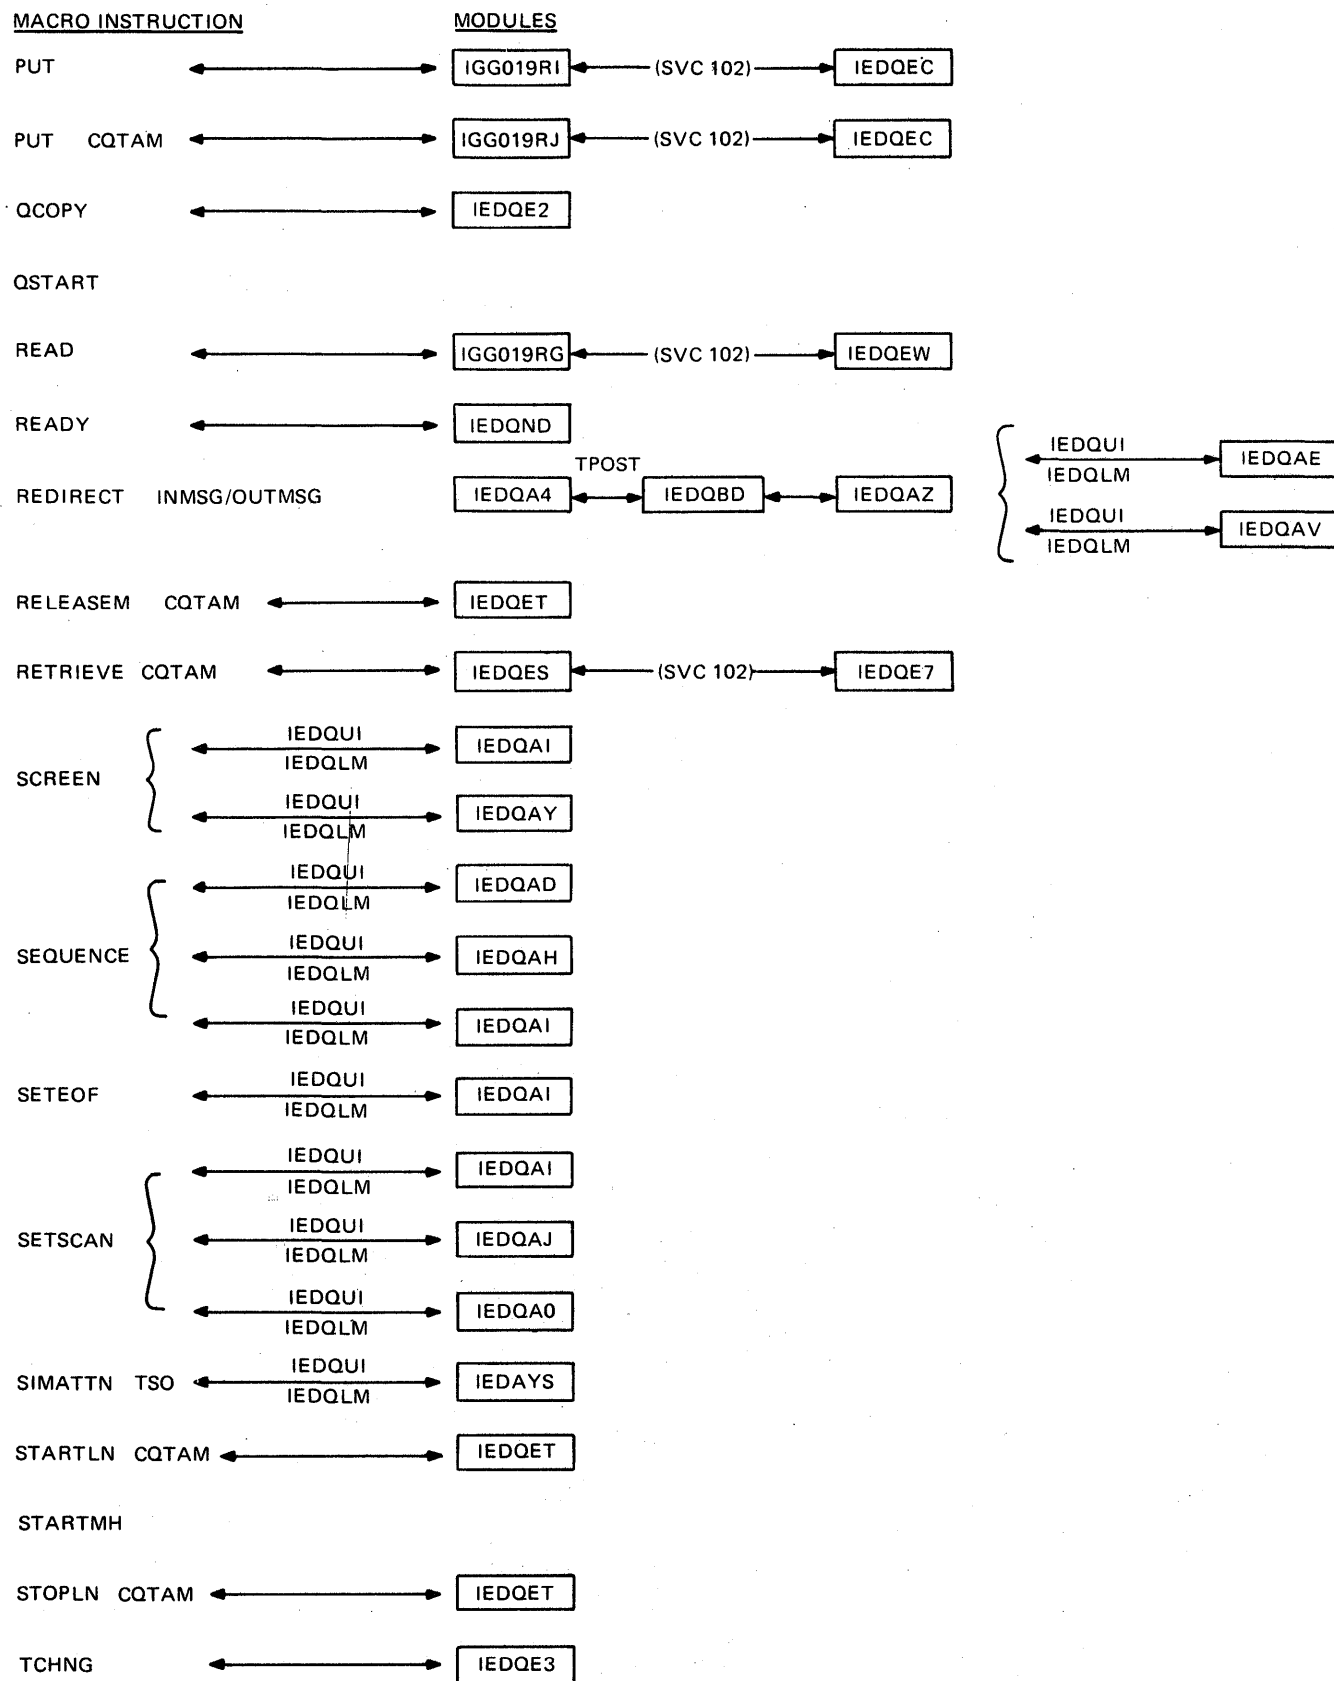 MACRO INSTRUCTION MODULES
PUT IGG019RI (SVC 102) IEDQEC
PUT CQTAM IGG019RJ (SVC 102) IEDQEC
QCOPY IEDQE2
QSTART
READ IGG019RG (SVC 102) IEDQEW
READY IEDQND
IEDQUI
IEDQLM IEDQAE
TPOST
REDIRECT INMSG/OUTMSG IEDQA4 IEDQBD IEDQAZ
IEDQUI
IEDQLM IEDQAV
RELEASEM CQTAM IEDQET
RETRIEVE CQTAM IEDQES (SVC 102) IEDQE7
SCREEN
IEDQUI
IEDQLM IEDQAI
IEDQUI
IEDQLM IEDQAY
SEQUENCE
IEDQUI
IEDQLM IEDQAD
IEDQUI
IEDQLM IEDQAH
IEDQUI
IEDQLM IEDQAI
SETEOF
IEDQUI
IEDQLM IEDQAI
SETSCAN
IEDQUI
IEDQLM IEDQAI
IEDQUI
IEDQLM IEDQAJ
IEDQUI
IEDQLM IEDQA0
SIMATTN TSO
IEDQUI
IEDQLM IEDAYS
STARTLN CQTAM IEDQET
STARTMH
STOPLN CQTAM IEDQET
TCHNG IEDQE3